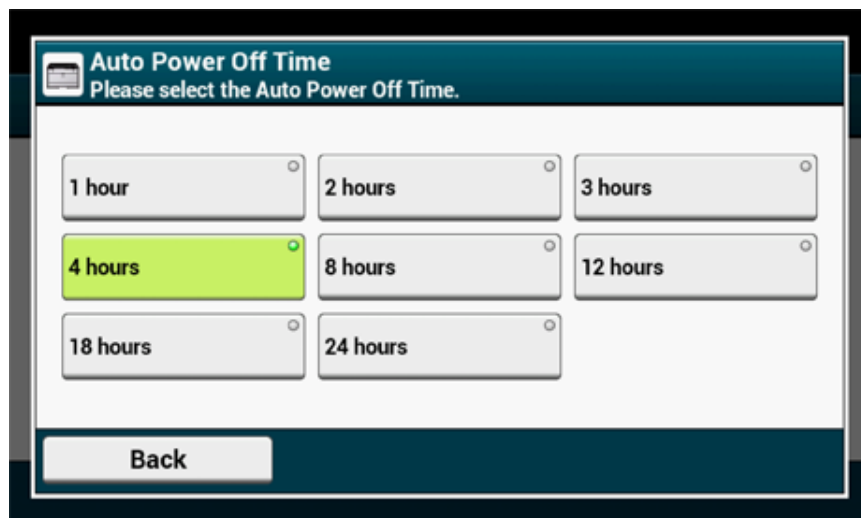 Auto Power Off Time
Please select the Auto Power Off Time.
1 hour
2 hours
3 hours
4 hours
8 hours
12 hours
18 hours
24 hours
Back